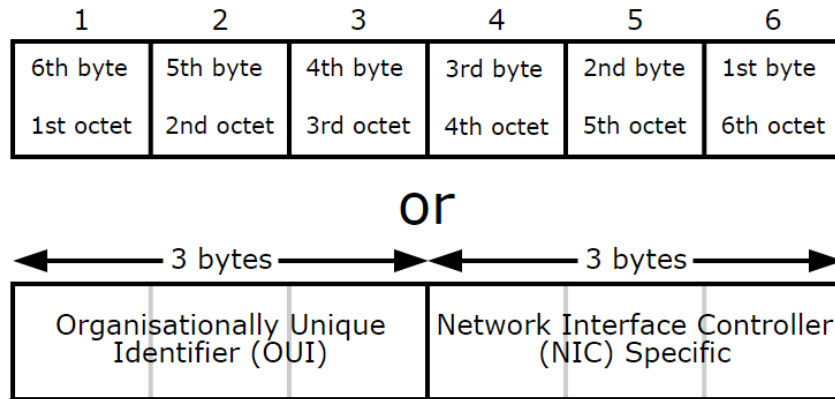 1 2 3 4 5 6
6th byte 5th byte 4th byte 3rd byte 2nd byte 1st byte
1st octet 2nd octet 3rd octet 4th octet 5th octet 6th octet
or
3 bytes 3 bytes
Organisationally Unique Network Interface Controller
Identifier (OUI) (NIC) Specific